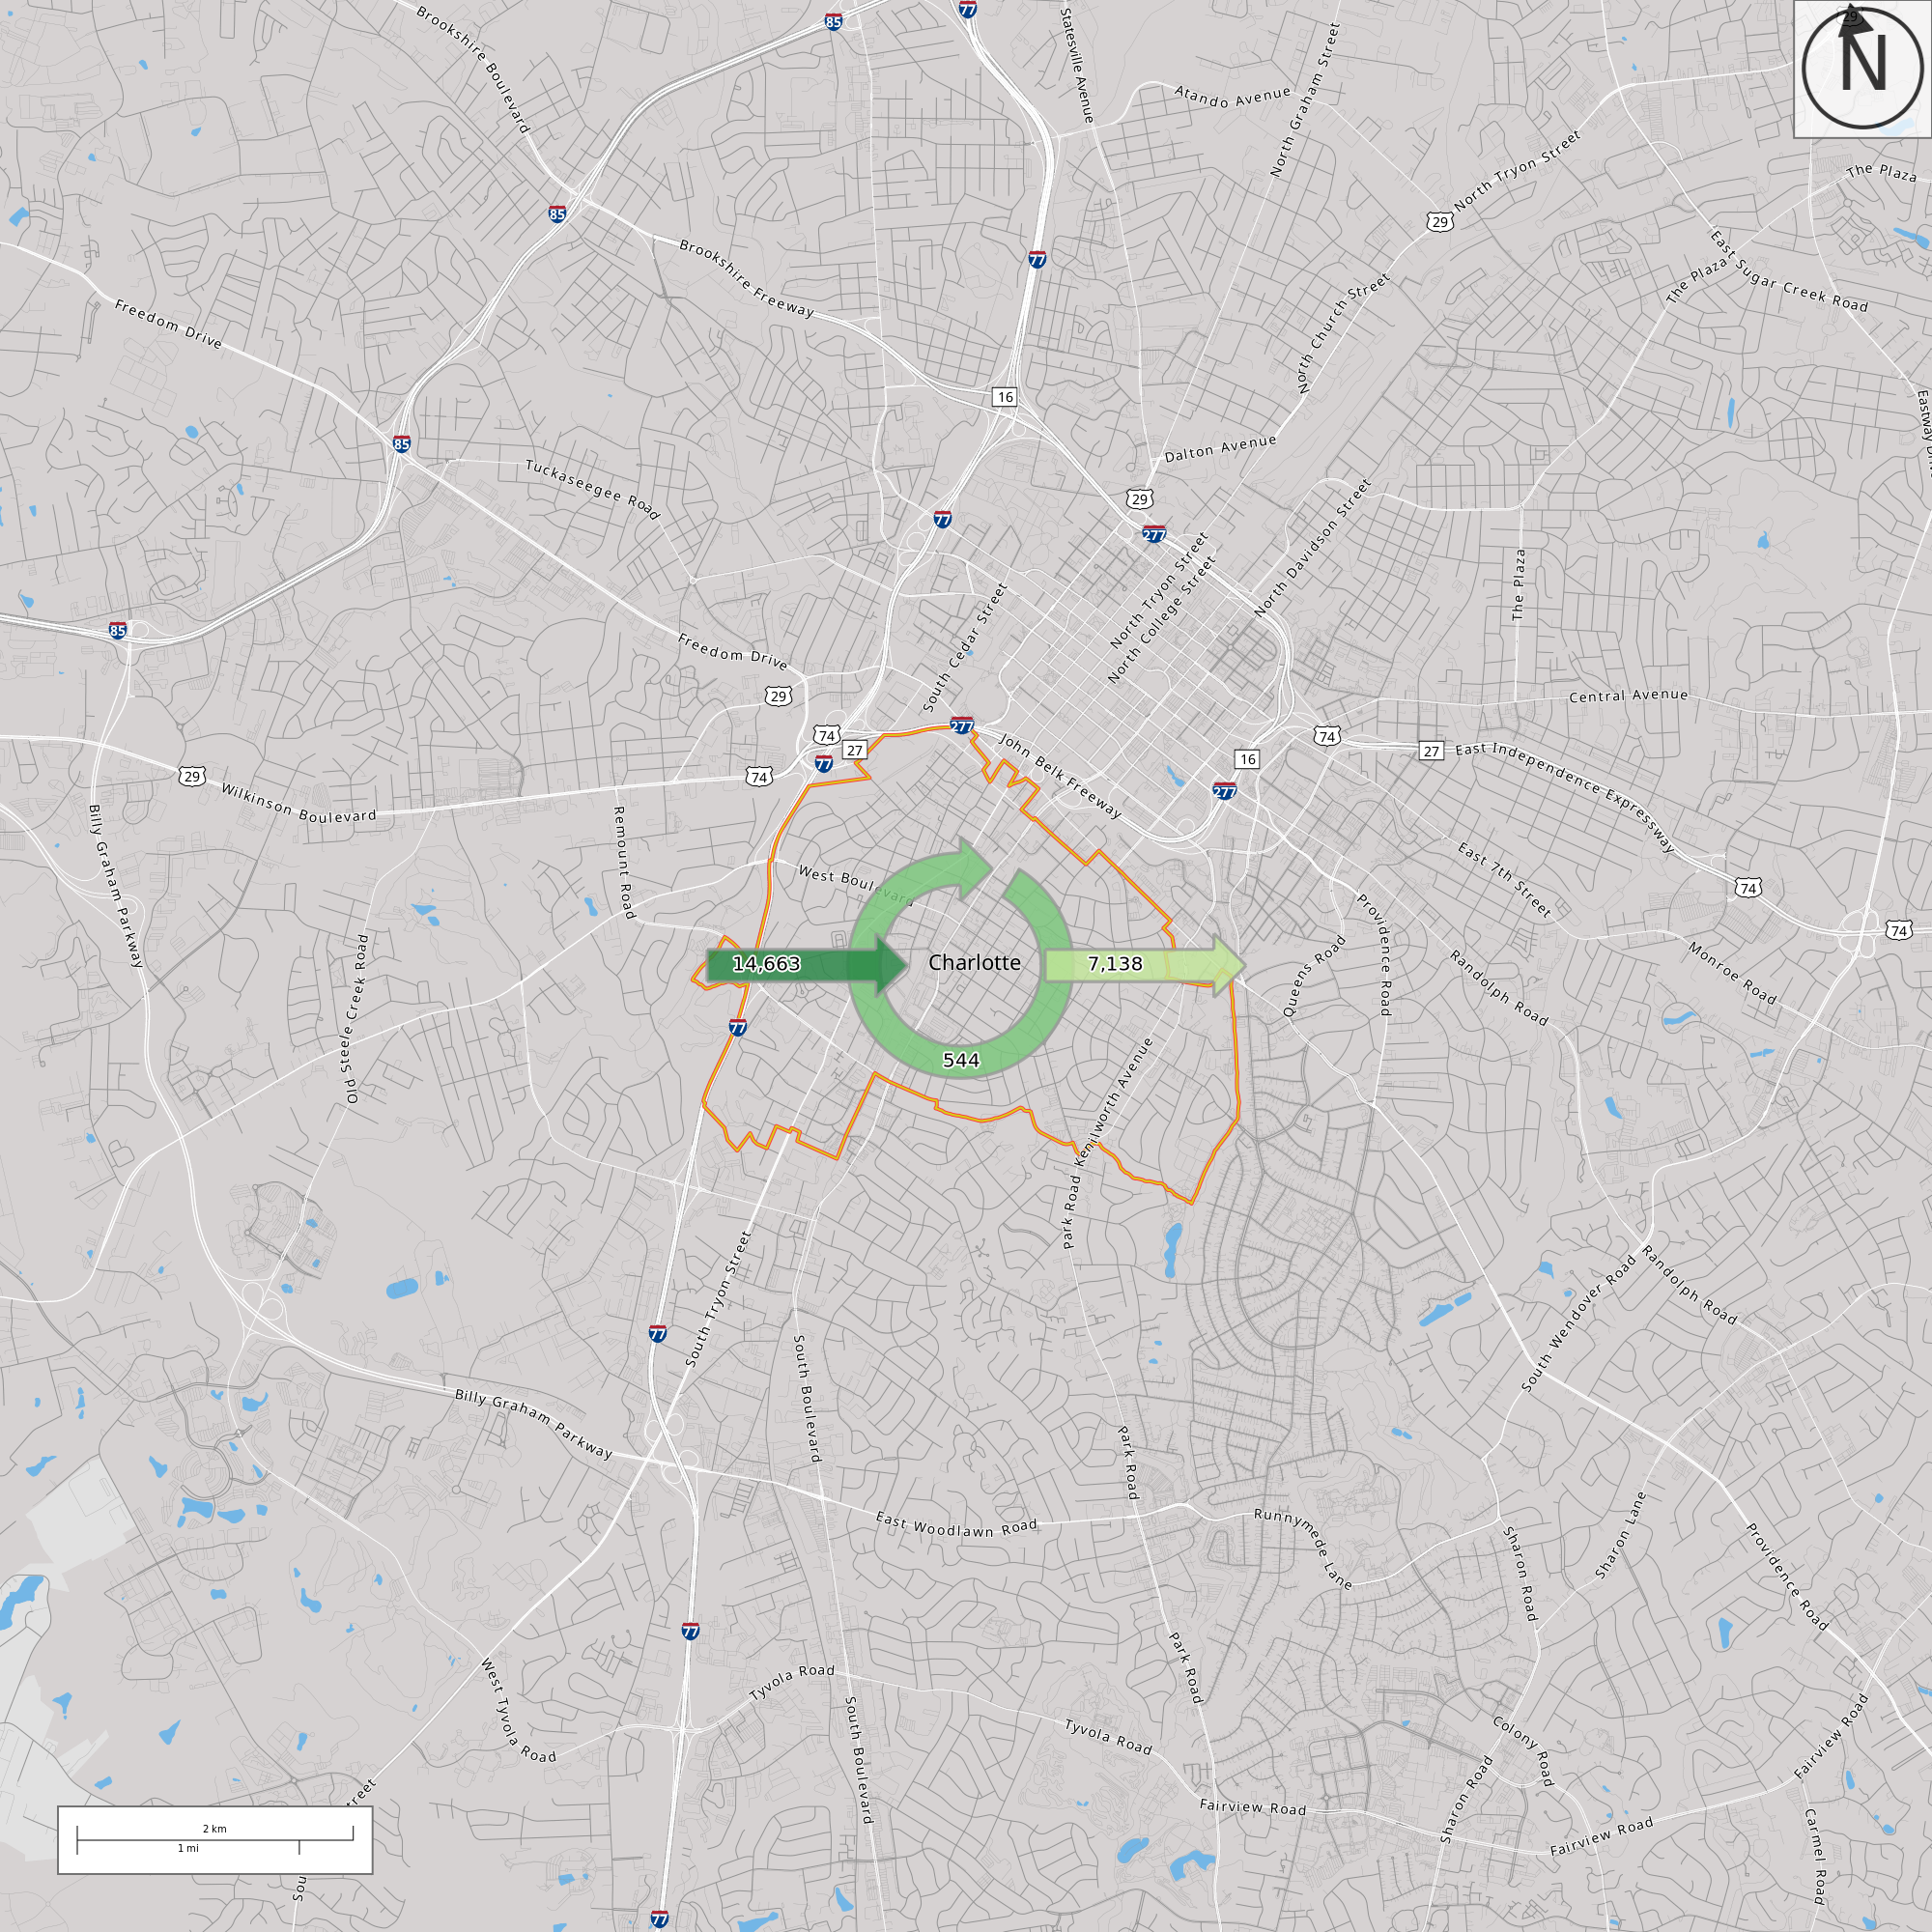 Brookshire Boulevard
85
77
Statesville Avenue
Atando Avenue
North Graham Street
29
N
North Tryon Street
The Plaza
85
29
Brookshire Freeway
77
East Sugar Creek Road
The Plaza
Freedom Drive
North Church Street
16
85
Dalton Avenue
Tuckaseegee Road
29
77
277
North Davidson Street
North Tryon Street
North College Street
The Plaza
85
South Cedar Street
Freedom Drive
29
Central Avenue
277
74
27
77
74
John Belk Freeway
74
16
27
East Independence Expressway
29
Wilkinson Boulevard
277
Billy Graham Parkway
Remount Road
West Boulevard
East 7th Street
74
74
Providence Road
Queens Road
Randolph Road
Monroe Road
Old Steele Creek Road
14,663
Charlotte
7,138
77
544
Kenilworth Avenue
Park Road
South Tryon Street
77
South Boulevard
South Wendover Road
Randolph Road
Billy Graham Parkway
Park Road
East Woodlawn Road
Runnymede Lane
Sharon Road
Sharon Lane
Providence Road
77
West Tyvola Road
Tyvola Road
South Boulevard
Park Road
Tyvola Road
Colony Road
Sharon Road
Fairview Road
Fairview Road
Fairview Road
Carmel Road
treet
2 km
1 mi
Sou
77